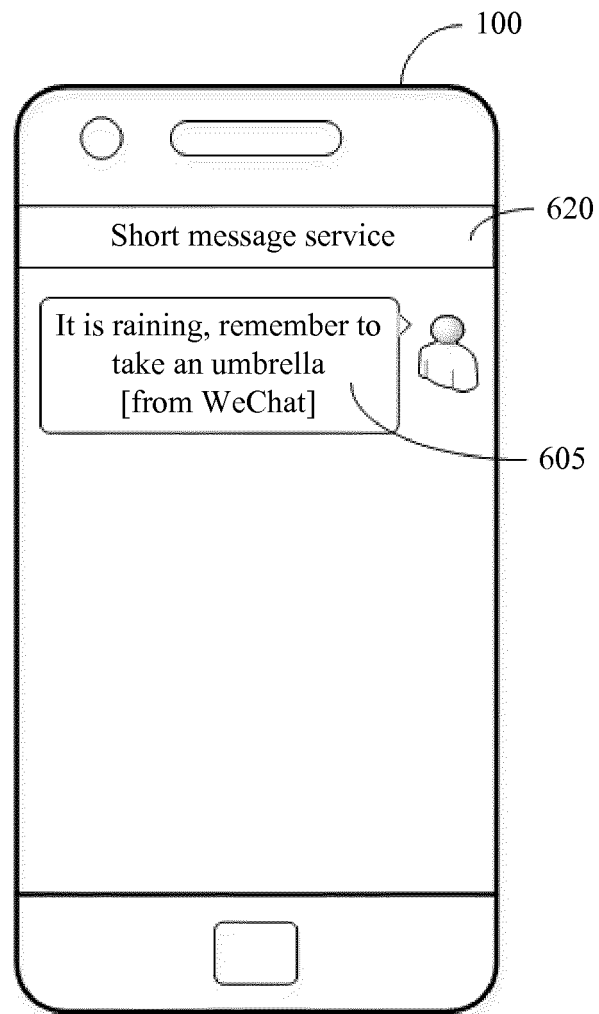 100
Short message service
620
It is raining, remember to
take an umbrella
[from WeChat]
605